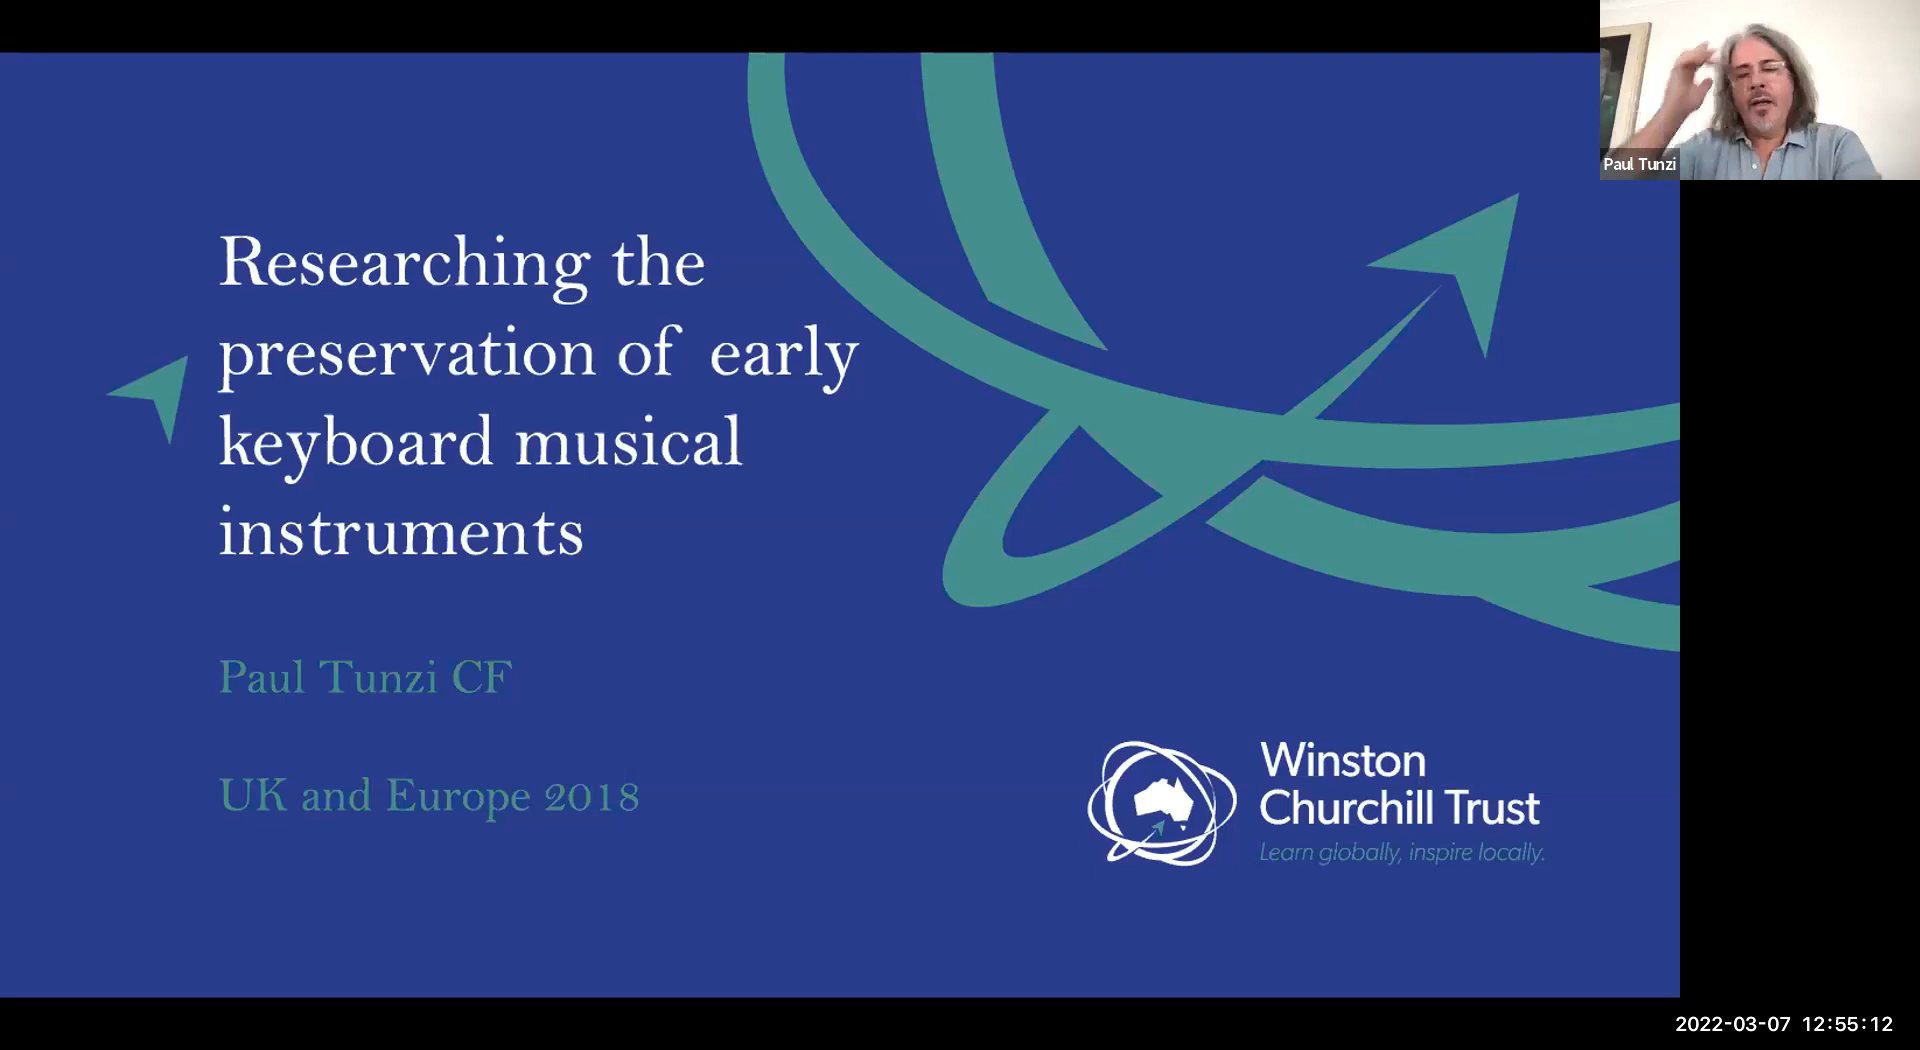 Paul Tunzi
Researching the
preservation of early
keyboard musical
instruments
Paul Tunzi CF
UK and Europe 2018
Winston
Churchill Trust
Learn globally, inspire locally.
2022-03-07 12:55:12